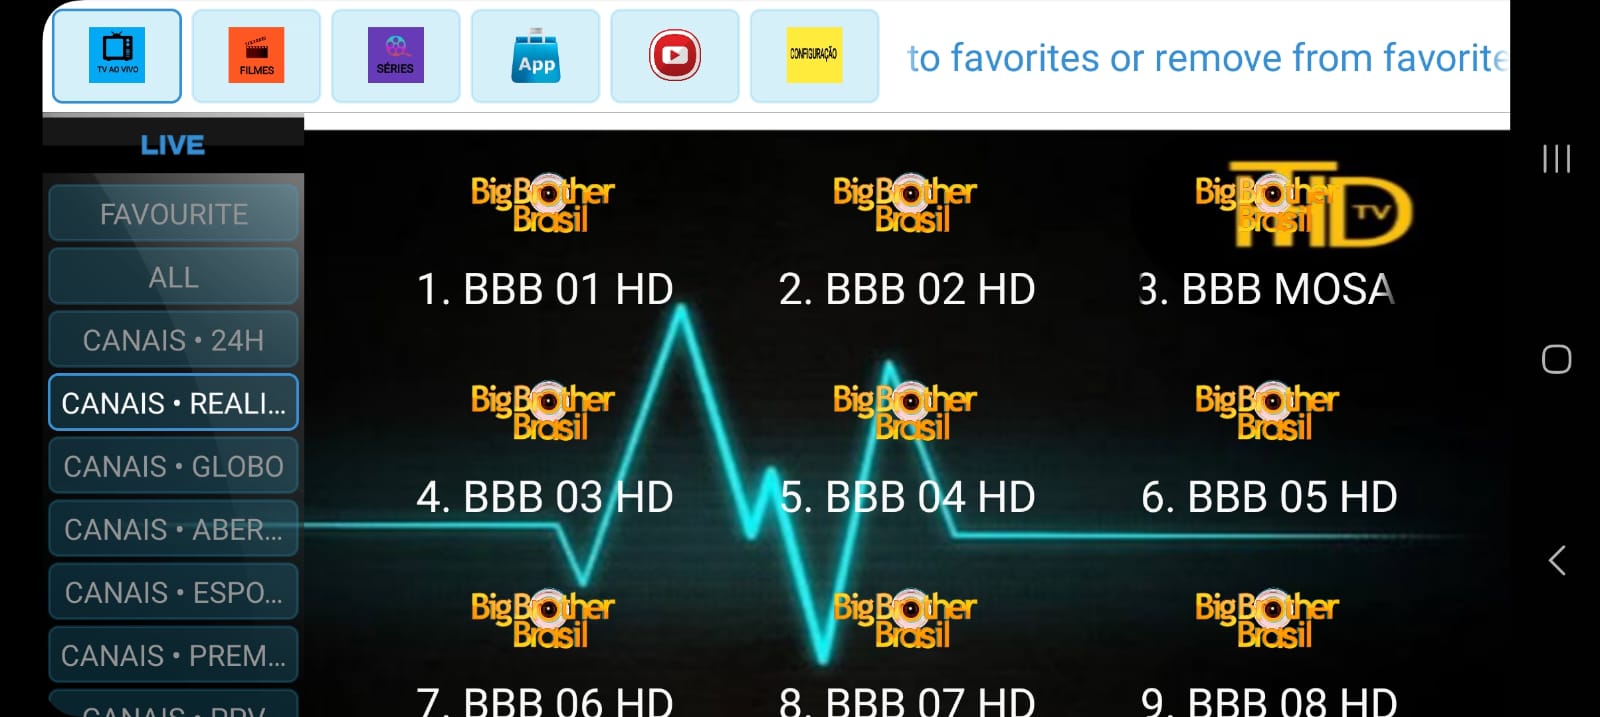 TV AO VIVO
FILMES
SÉRIES
App
CONFIGURAÇÃO
to favorites or remove from favorite
LIVE
FAVOURITE
ALL
CANAIS • 24H
CANAIS • REALI...
CANAIS • GLOBO
CANAIS • ABER...
CANAIS • ESPO...
CANAIS • PREM...
CANAIS • PPV
Big Brother
Brasil
1. BBB 01 HD
Big Brother
Brasil
2. BBB 02 HD
Big Brother
Brasil
TV
3. BBB MOSA
Big Brother
Brasil
4. BBB 03 HD
Big Brother
Brasil
5. BBB 04 HD
Big Brother
Brasil
6. BBB 05 HD
Big Brother
Brasil
7. BBB 06 HD
Big Brother
Brasil
8. BBB 07 HD
Big Brother
Brasil
9. BBB 08 HD